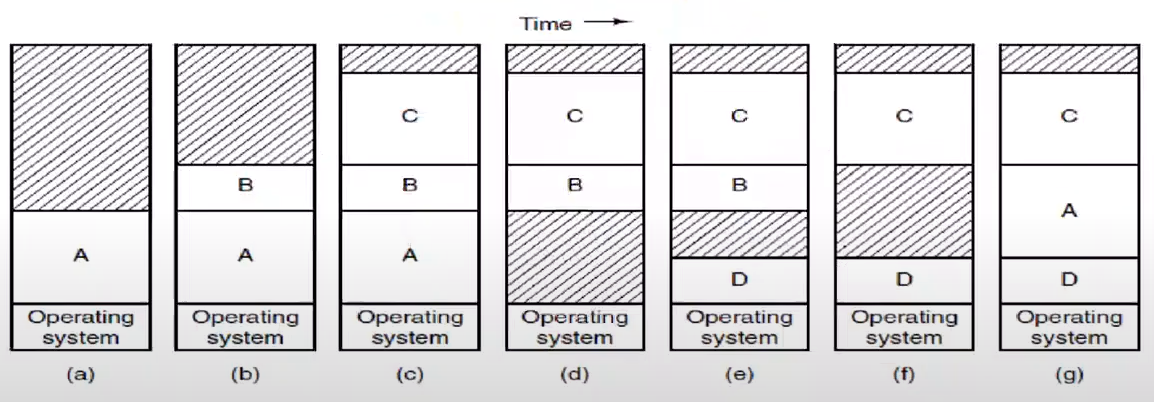 Time
A
Operating
system
(a)
B
A
Operating
system
(b)
C
B
A
Operating
system
(c)
C
B
Operating
system
(d)
C
B
D
Operating
system
(e)
C
D
Operating
system
(f)
C
A
D
Operating
system
(g)